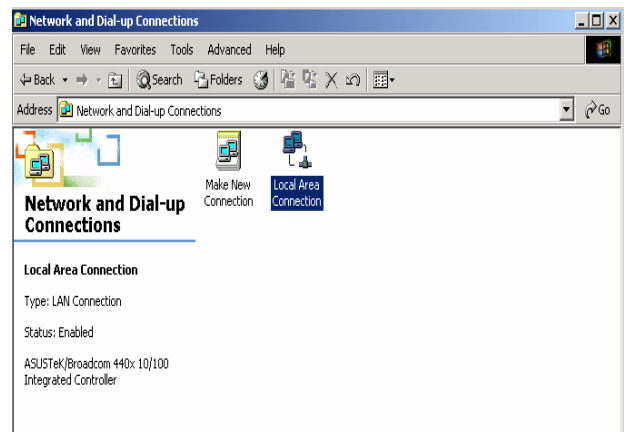 Network and Dial-up Connections
File Edit View Favorites Tools Advanced Help
Back Search Folders
Address Network and Dial-up Connections Go
Make New Connection
Local Area Connection
Network and Dial-up
Connections
Local Area Connection
Type: LAN Connection
Status: Enabled
ASUSTeK/Broadcom 440x 10/100
Integrated Controller